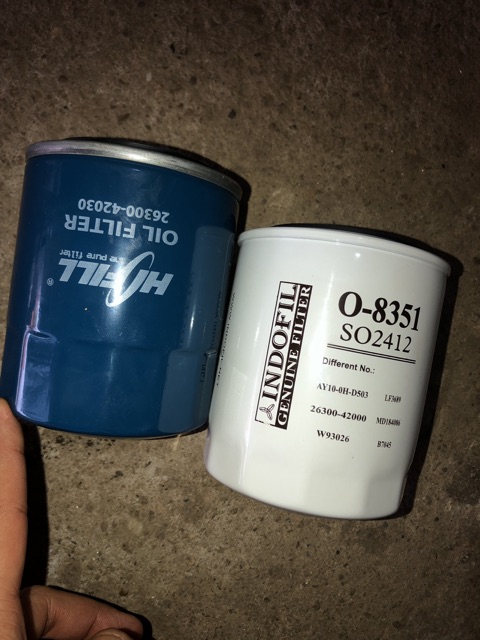 HIFILL®
the pure filter
OIL FILTER
26300-42030
INDOFIL
GENUINE FILTER
O-8351
SO2412
Different No.:
AY10-0H-D503 LF3689
26300-42000 MD184086
W93026 B7045